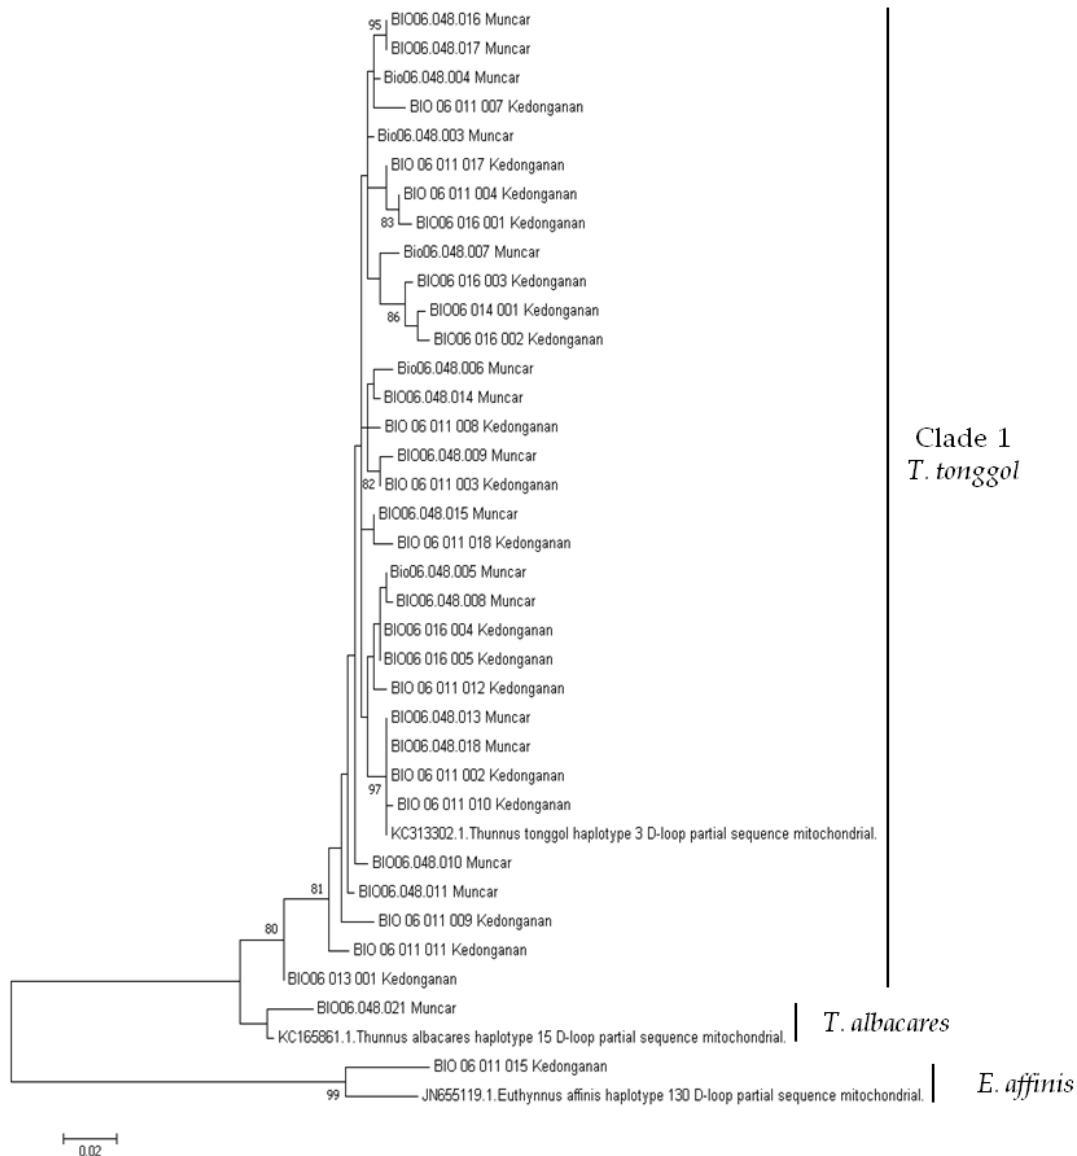 95
BIO06.048.016 Muncar
BIO06.048.017 Muncar
Bio06.048.004 Muncar
BIO 06 011 007 Kedonganan
Bio06.048.003 Muncar
BIO 06 011 017 Kedonganan
BIO 06 011 004 Kedonganan
83
BIO06 016 001 Kedonganan
Bio06.048.007 Muncar
BIO06 016 003 Kedonganan
BIO06 014 001 Kedonganan
86
BIO06 016 002 Kedonganan
Bio06.048.006 Muncar
BIO06.048.014 Muncar
BIO 06 011 008 Kedonganan
BIO06.048.009 Muncar
82
BIO 06 011 003 Kedonganan
BIO06.048.015 Muncar
BIO 06 011 018 Kedonganan
Bio06.048.005 Muncar
BIO06.048.008 Muncar
BIO06 016 004 Kedonganan
BIO06 016 005 Kedonganan
BIO 06 011 012 Kedonganan
BIO06.048.013 Muncar
BIO06.048.018 Muncar
BIO 06 011 002 Kedonganan
97
BIO 06 011 010 Kedonganan
KC313302.1.Thunnus tonggol haplotype 3 D-loop partial sequence mitochondrial.
BIO06.048.010 Muncar
81
BIO06.048.011 Muncar
BIO 06 011 009 Kedonganan
80
BIO 06 011 011 Kedonganan
BIO06 013 001 Kedonganan
Clade 1
T. tonggol
BIO06.048.021 Muncar
KC165861.1.Thunnus albacares haplotype 15 D-loop partial sequence mitochondrial.
T. albacares
BIO 06 011 015 Kedonganan
99
JN655119.1.Euthynnus affinis haplotype 130 D-loop partial sequence mitochondrial.
E. affinis
0.02